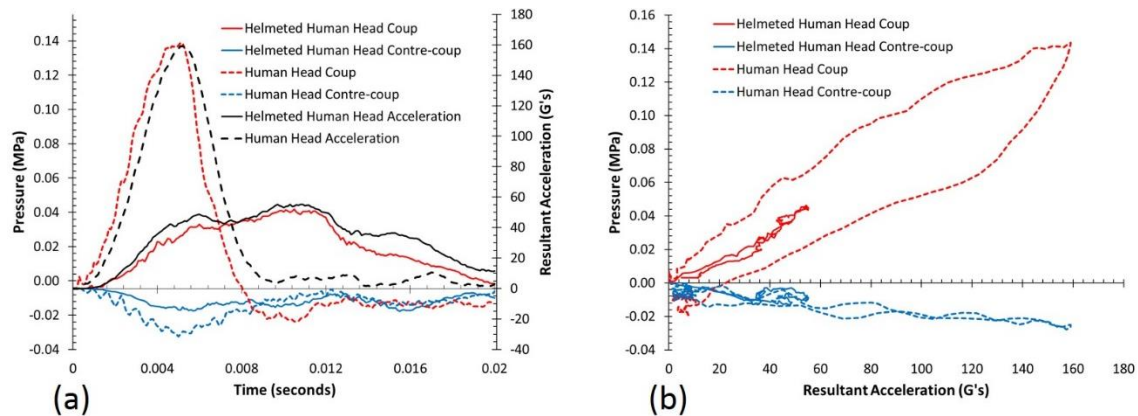 Helmeted Human Head Coup
Helmeted Human Head Contre-coup
Human Head Coup
Human Head Contre-coup
Helmeted Human Head Acceleration
Human Head Acceleration
Pressure (MPa)
0.14
0.12
0.10
0.08
0.06
0.04
0.02
0.00
-0.02
-0.04
180
160
140
120
100
80
60
40
20
0
-20
-40
Resultant Acceleration (G's)
0 0.004 0.008 0.012 0.016 0.02
Time (seconds)
(a)
Helmeted Human Head Coup
Helmeted Human Head Contre-coup
Human Head Coup
Human Head Contre-coup
Pressure (MPa)
0.14
0.12
0.10
0.08
0.06
0.04
0.02
0.00
-0.02
-0.04
0 20 40 60 80 100 120 140 160 180
Resultant Acceleration (G's)
(b)